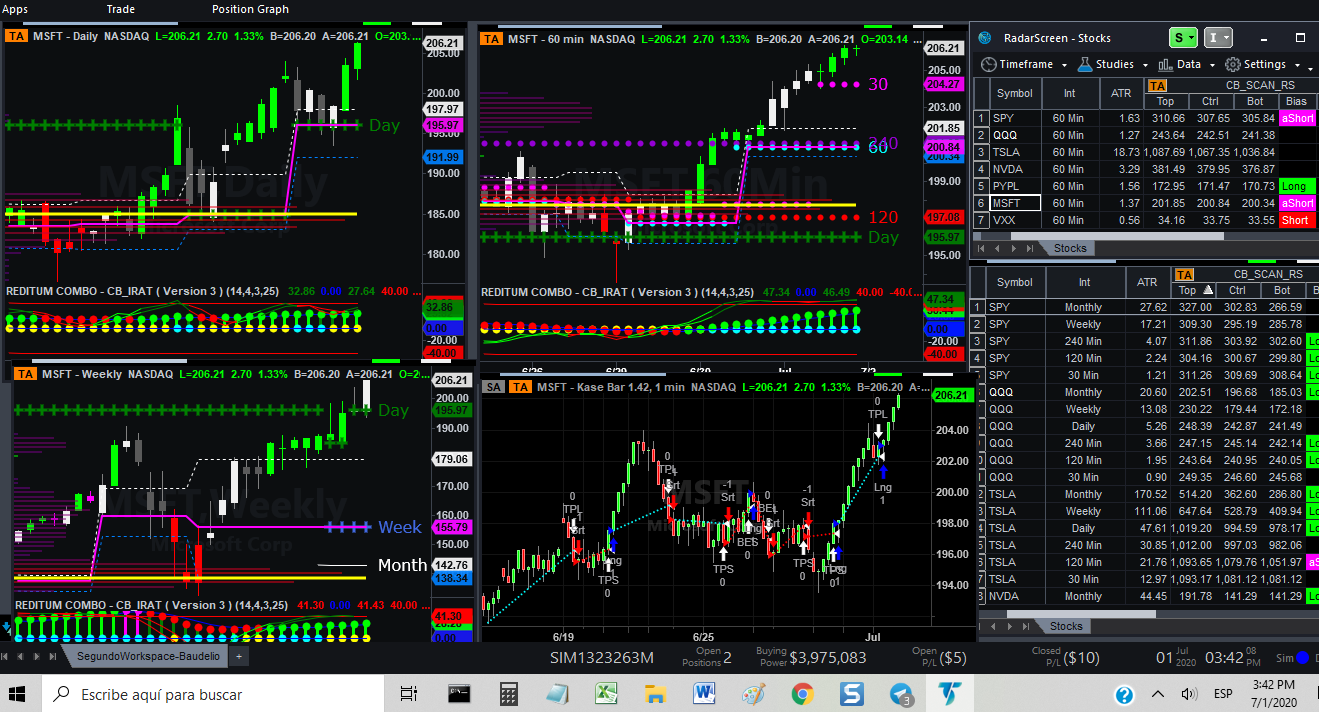 Apps Trade Position Graph
TA MSFT - Daily NASDAQ L=206.21 2.70 1.33% B=206.20 A=206.21 O=203....
206.21
205.00
197.97
195.97
195.00
191.99
190.00
185.00
180.00
Day
MSFT, Daily
REDITUM COMBO - CB_IRAT ( Version 3 ) (14,4,3,25) 32.86 0.00 27.64 40.00 ...
32.86
0.00
-20.00
-40.00
TA MSFT - 60 min NASDAQ L=206.21 2.70 1.33% B=206.20 A=206.21 O=203.14 ...
206.21
205.00
204.27
203.00
201.85
200.84
200.34
199.00
197.08
195.97
195.00
30
240
60
120
Day
MSFT, 60 Min
REDITUM COMBO - CB_IRAT ( Version 3 ) (14,4,3,25) 47.34 0.00 46.49 40.00 -40.0...
47.34
0.00
-20.00
-40.00
6/26 6/29 6/30 Jul 7/2
TA MSFT - Weekly NASDAQ L=206.21 2.70 1.33% B=206.20 A=206.21 O=2...
206.21
200.00
195.97
190.00
179.06
170.00
160.00
155.79
150.00
142.76
138.34
Day
Week
Month
MSFT, Weekly
Microsoft Corp
REDITUM COMBO - CB_IRAT ( Version 3 ) (14,4,3,25) 41.30 0.00 41.43 40.00 ...
41.30
0.00
SA TA MSFT - Kase Bar 1.42, 1 min NASDAQ L=206.21 2.70 1.33% B=206.20 A=...
206.21
204.00
202.00
200.00
198.00
196.00
194.00
0
TPL
Lng
-1
Srt
TPS
0
6/19 6/25 Jul
RadarScreen - Stocks S I
Timeframe Studies Data Settings
Symbol Int ATR TA CB_SCAN_RS
Top Ctrl Bot Bias
1 SPY 60 Min 1.63 310.66 307.65 305.84 aShort
2 QQQ 60 Min 1.27 243.64 242.51 241.38
3 TSLA 60 Min 18.73 1,087.69 1,067.35 1,036.84
4 NVDA 60 Min 3.29 381.49 379.95 376.87
5 PYPL 60 Min 1.56 172.95 171.47 170.73 Long
6 MSFT 60 Min 1.37 201.85 200.84 200.34 aShort
7 VXX 60 Min 0.56 34.16 33.75 33.55 Short
Stocks
Symbol Int ATR TA CB_SCAN_RS
Top Ctrl Bot B
1 SPY Monthly 27.62 327.00 302.83 266.59
2 SPY Weekly 17.21 309.30 295.19 285.78
3 SPY 240 Min 4.07 311.86 303.92 302.60 Lo
4 SPY 120 Min 2.24 304.16 300.67 299.80 Lo
5 SPY 30 Min 1.21 311.26 309.69 308.64 Lo
6 QQQ Monthly 20.60 202.51 196.68 185.03 Lo
QQQ Weekly 13.08 230.22 179.44 172.18
QQQ Daily 5.26 248.39 242.87 241.49
QQQ 240 Min 3.66 247.15 245.14 242.14 Lo
QQQ 120 Min 1.95 243.64 240.95 240.05 Lo
QQQ 30 Min 0.90 249.35 246.60 245.68
TSLA Monthly 170.52 514.20 362.60 286.80 Lo
TSLA Weekly 111.06 647.64 528.79 409.94 Lo
TSLA Daily 47.61 1,019.20 994.59 978.17 Lo
TSLA 240 Min 30.85 1,012.00 997.03 982.06
TSLA 120 Min 21.76 1,093.65 1,079.76 1,051.97 aS
TSLA 30 Min 12.97 1,093.17 1,081.12 1,081.12
NVDA Monthly 44.45 191.78 141.29 141.29 Lo
Stocks
SegundoWorkspace-Baudelio +
SIM1323263M Open Positions 2 Buying Power $3,975,083 Open P/L ($5) Closed P/L ($10) 01 Jul 2020 03:42 08 PM Sim
Escribe aquí para buscar
3
ESP
3:42 PM
7/1/2020